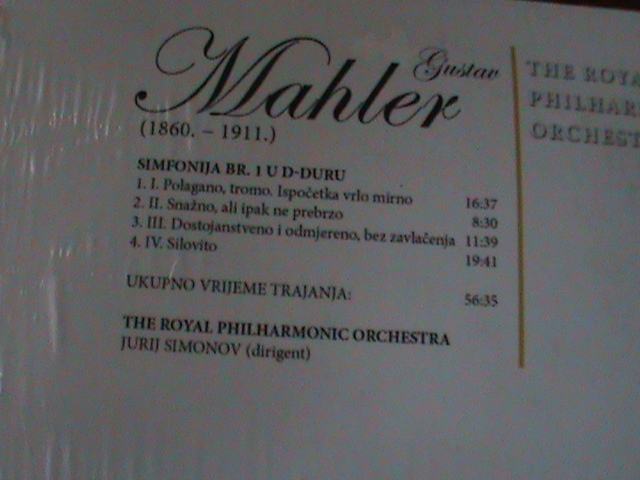 Gustav
Mahler
(1860. – 1911.)
SIMFONIJA BR. 1 U D-DURU
1. I. Polagano, tromo. Ispočetka vrlo mirno 16:37
2. II. Snažno, ali ipak ne prebrzo 8:30
3. III. Dostojanstveno i odmjereno, bez zavlačenja 11:39
4. IV. Silovito 19:41
UKUPNO VRIJEME TRAJANJA: 56:35
THE ROYAL PHILHARMONIC ORCHESTRA
JURIJ SIMONOV (dirigent)
THE ROYA
PHILHAR
ORCHEST